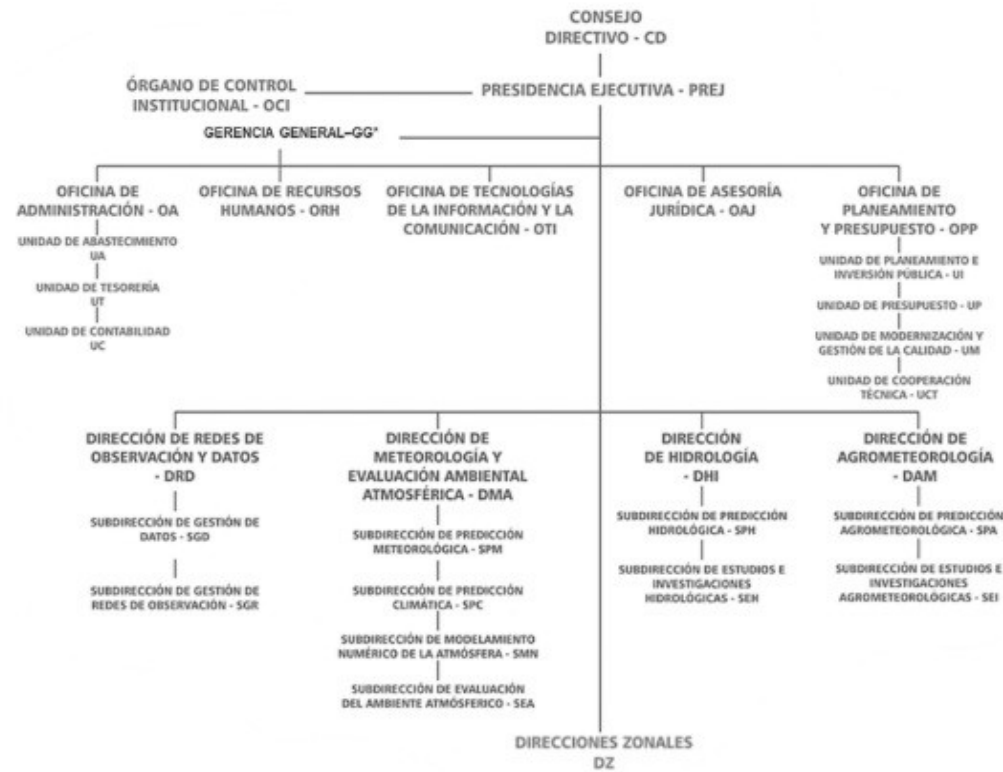 CONSEJO
DIRECTIVO - CD
ÓRGANO DE CONTROL
INSTITUCIONAL - OCI
PRESIDENCIA EJECUTIVA - PREJ
GERENCIA GENERAL–GG*
OFICINA DE
ADMINISTRACIÓN - OA
UNIDAD DE ABASTECIMIENTO
UA
UNIDAD DE TESORERÍA
UT
UNIDAD DE CONTABILIDAD
UC
OFICINA DE RECURSOS
HUMANOS - ORH
OFICINA DE TECNOLOGÍAS
DE LA INFORMACIÓN Y LA
COMUNICACIÓN - OTI
OFICINA DE ASESORÍA
JURÍDICA - OAJ
OFICINA DE
PLANEAMIENTO
Y PRESUPUESTO - OPP
UNIDAD DE PLANEAMIENTO E
INVERSIÓN PÚBLICA - UI
UNIDAD DE PRESUPUESTO - UP
UNIDAD DE MODERNIZACIÓN Y
GESTIÓN DE LA CALIDAD - UM
UNIDAD DE COOPERACIÓN
TÉCNICA - UCT
DIRECCIÓN DE REDES DE
OBSERVACIÓN Y DATOS
- DRD
SUBDIRECCIÓN DE GESTIÓN DE
DATOS - SGD
SUBDIRECCIÓN DE GESTIÓN DE
REDES DE OBSERVACIÓN - SGR
DIRECCIÓN DE
METEOROLOGÍA Y
EVALUACIÓN AMBIENTAL
ATMOSFÉRICA - DMA
SUBDIRECCIÓN DE PREDICCIÓN
METEOROLÓGICA - SPM
SUBDIRECCIÓN DE PREDICCIÓN
CLIMÁTICA - SPC
SUBDIRECCIÓN DE MODELAMIENTO
NUMÉRICO DE LA ATMÓSFERA - SMN
SUBDIRECCIÓN DE EVALUACIÓN
DEL AMBIENTE ATMÓSFERICO - SEA
DIRECCIÓN
DE HIDROLOGÍA
- DHI
SUBDIRECCIÓN DE PREDICCIÓN
HIDROLÓGICA - SPH
SUBDIRECCIÓN DE ESTUDIOS E
INVESTIGACIONES
HIDROLÓGICAS - SEH
DIRECCIÓN DE
AGROMETEOROLOGÍA
- DAM
SUBDIRECCIÓN DE PREDICCIÓN
AGROMETEOROLÓGICA - SPA
SUBDIRECCIÓN DE ESTUDIOS E
INVESTIGACIONES
AGROMETEOROLÓGICAS - SEI
DIRECCIONES ZONALES
DZ